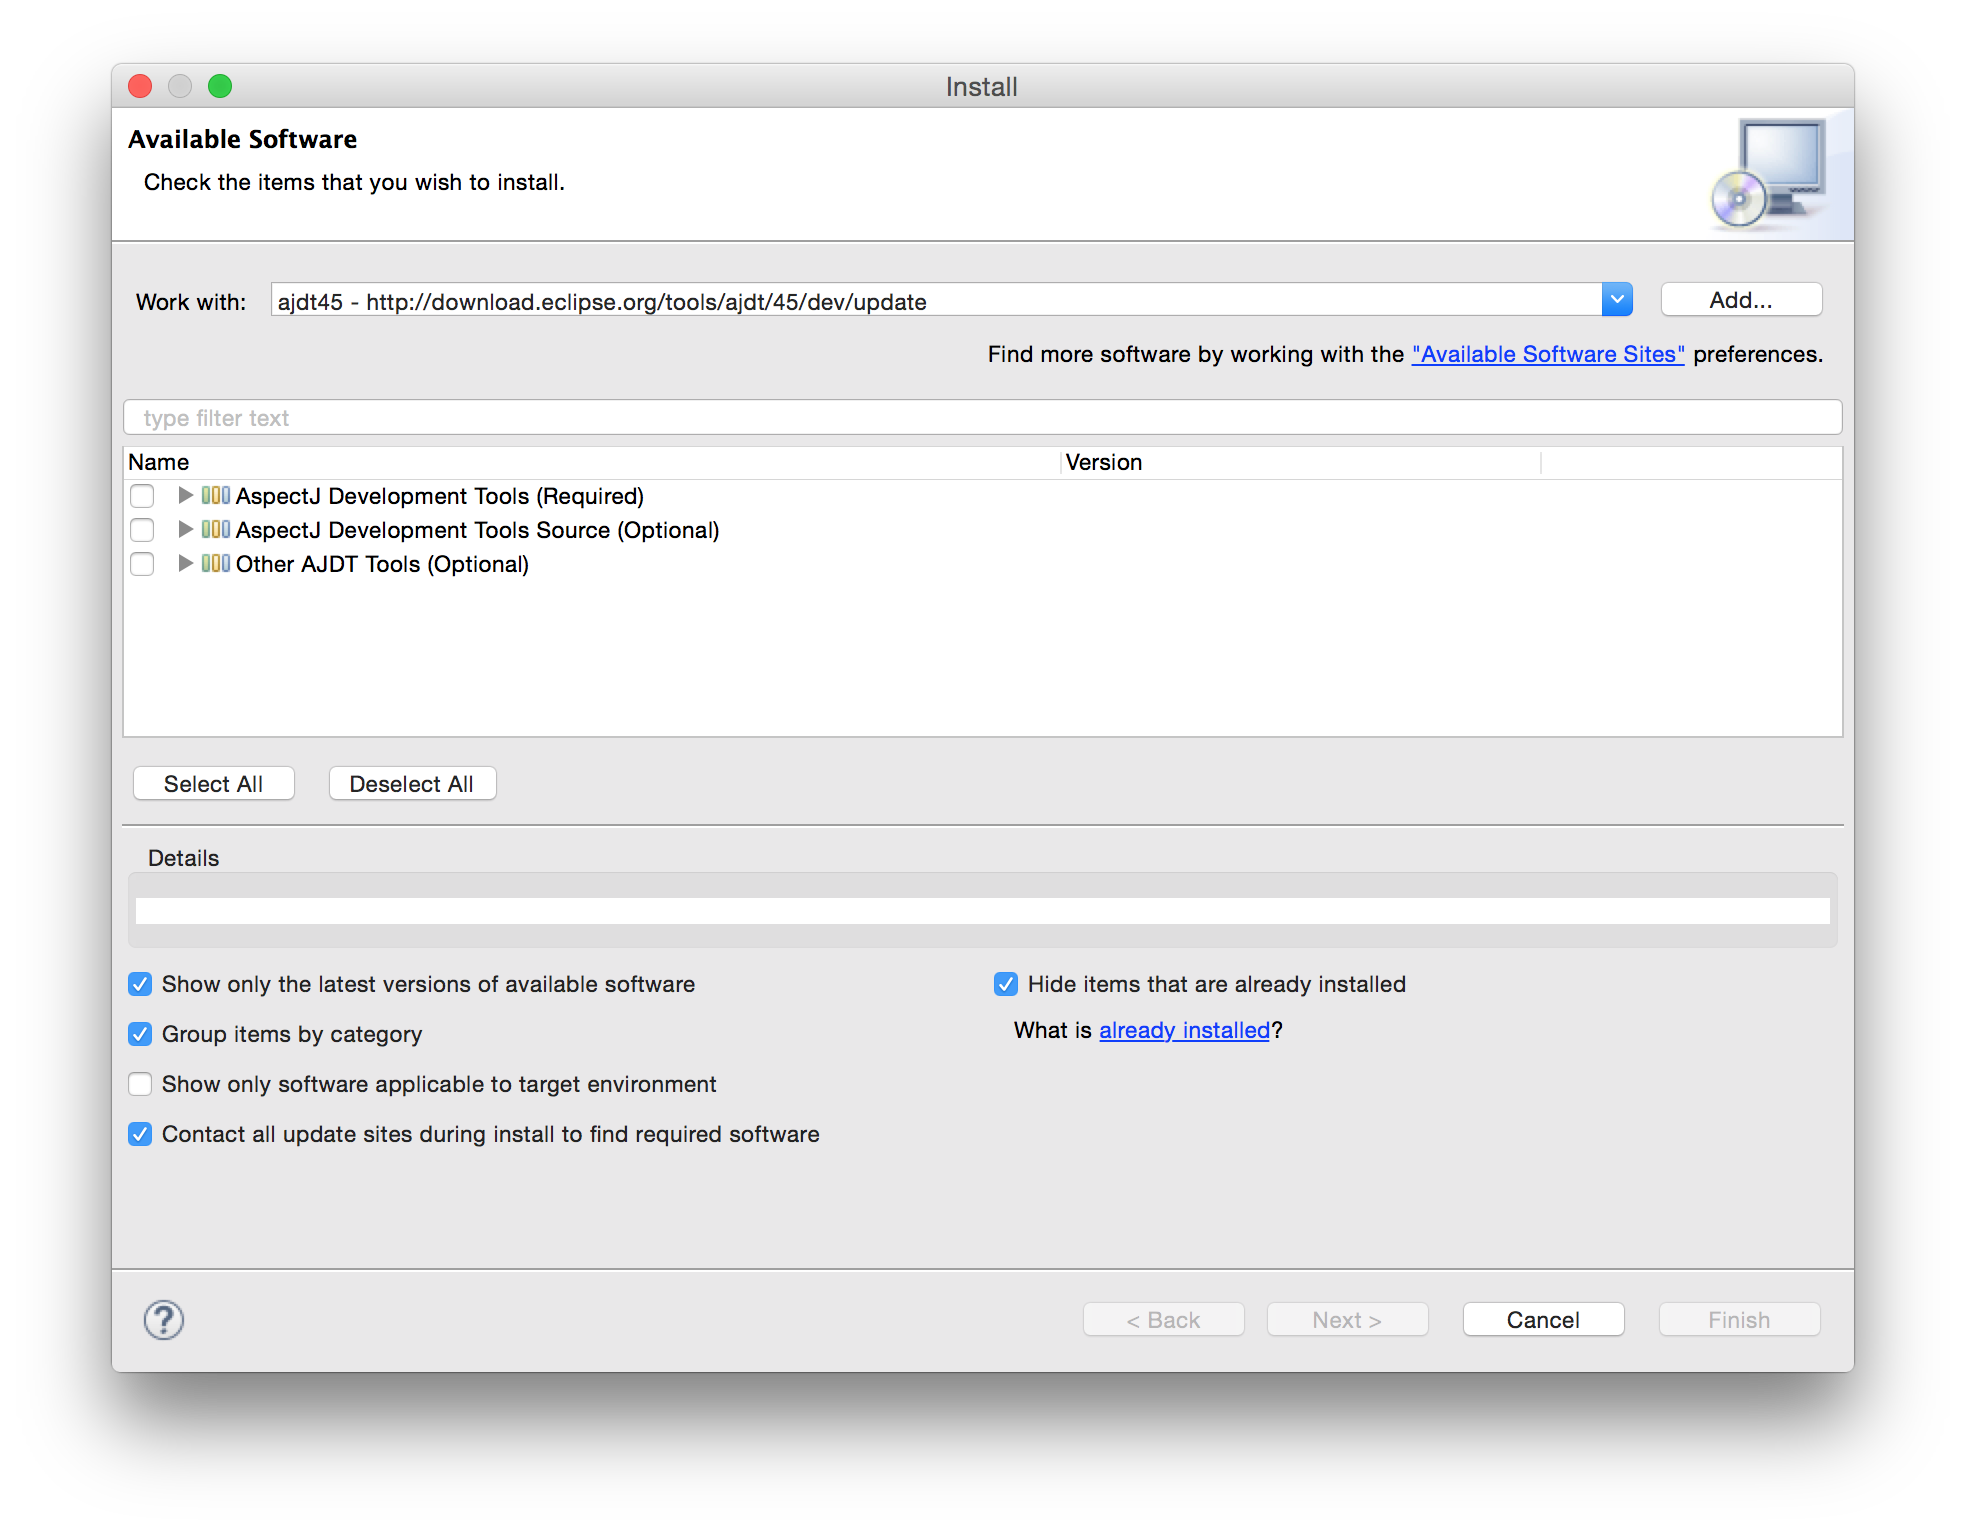 Install
Available Software
Check the items that you wish to install.
Work with: ajdt45 - http://download.eclipse.org/tools/ajdt/45/dev/update Add...
Find more software by working with the "Available Software Sites" preferences.
type filter text
Name Version
AspectJ Development Tools (Required)
AspectJ Development Tools Source (Optional)
Other AJDT Tools (Optional)
Select All Deselect All
Details
Show only the latest versions of available software Hide items that are already installed
Group items by category What is already installed?
Show only software applicable to target environment
Contact all update sites during install to find required software
? < Back Next > Cancel Finish